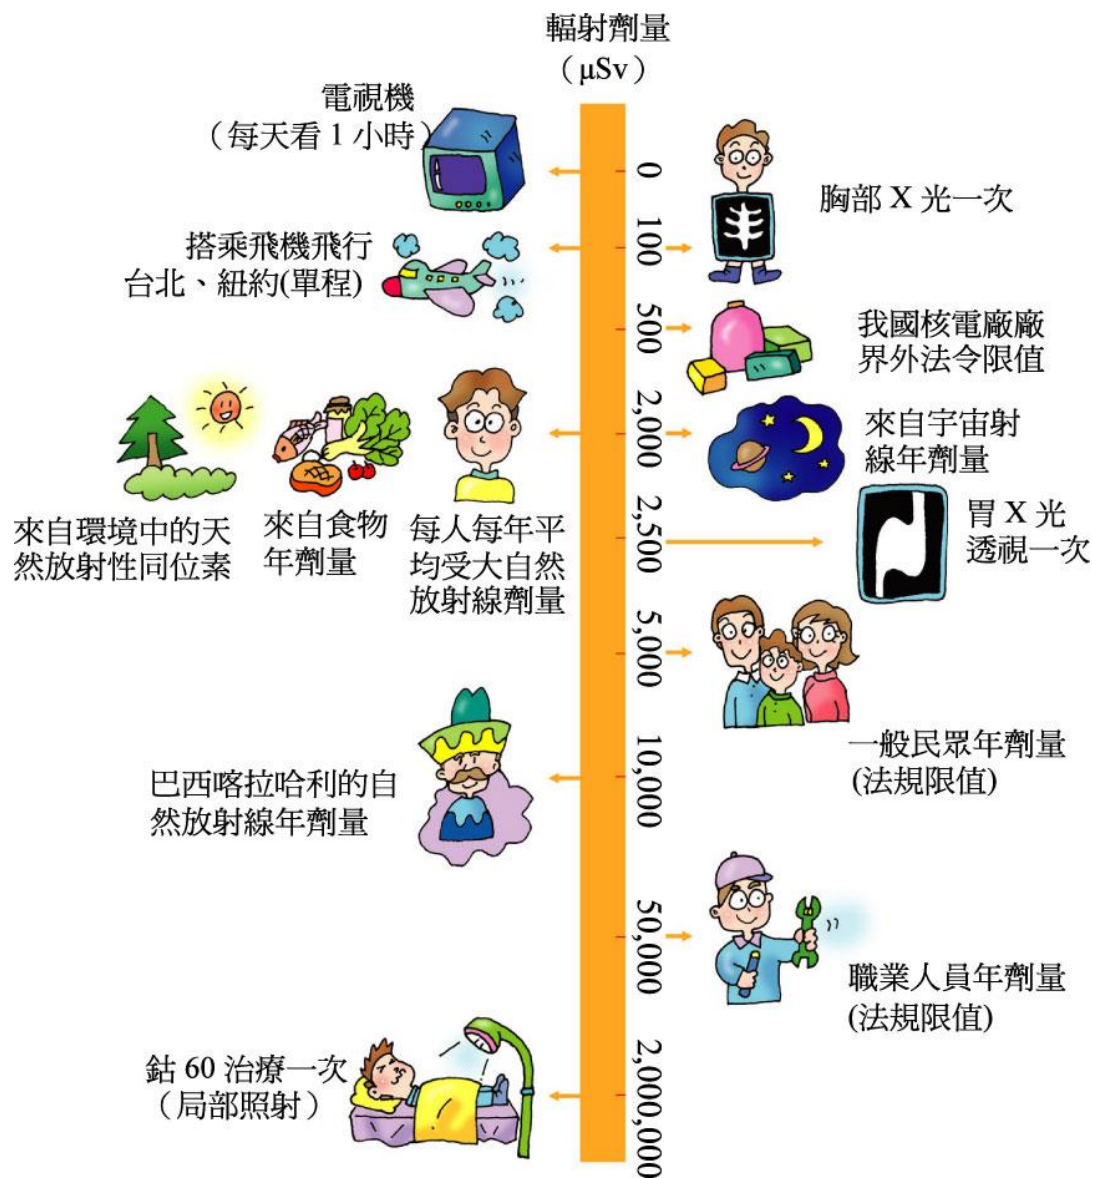 輻射劑量
（μSv）
電視機
（每天看 1 小時）
0
胸部 X 光一次
搭乘飛機飛行
台北、紐約(單程)
100
500
我國核電廠廠
界外法令限值
2,000
來自宇宙射
線年劑量
來自環境中的天
然放射性同位素
來自食物
年劑量
每人每年平
均受大自然
放射線劑量
2,500
胃 X 光
透視一次
5,000
一般民眾年劑量
(法規限值)
巴西喀拉哈利的自
然放射線年劑量
10,000
50,000
職業人員年劑量
(法規限值)
鈷 60 治療一次
（局部照射）
2,000,000